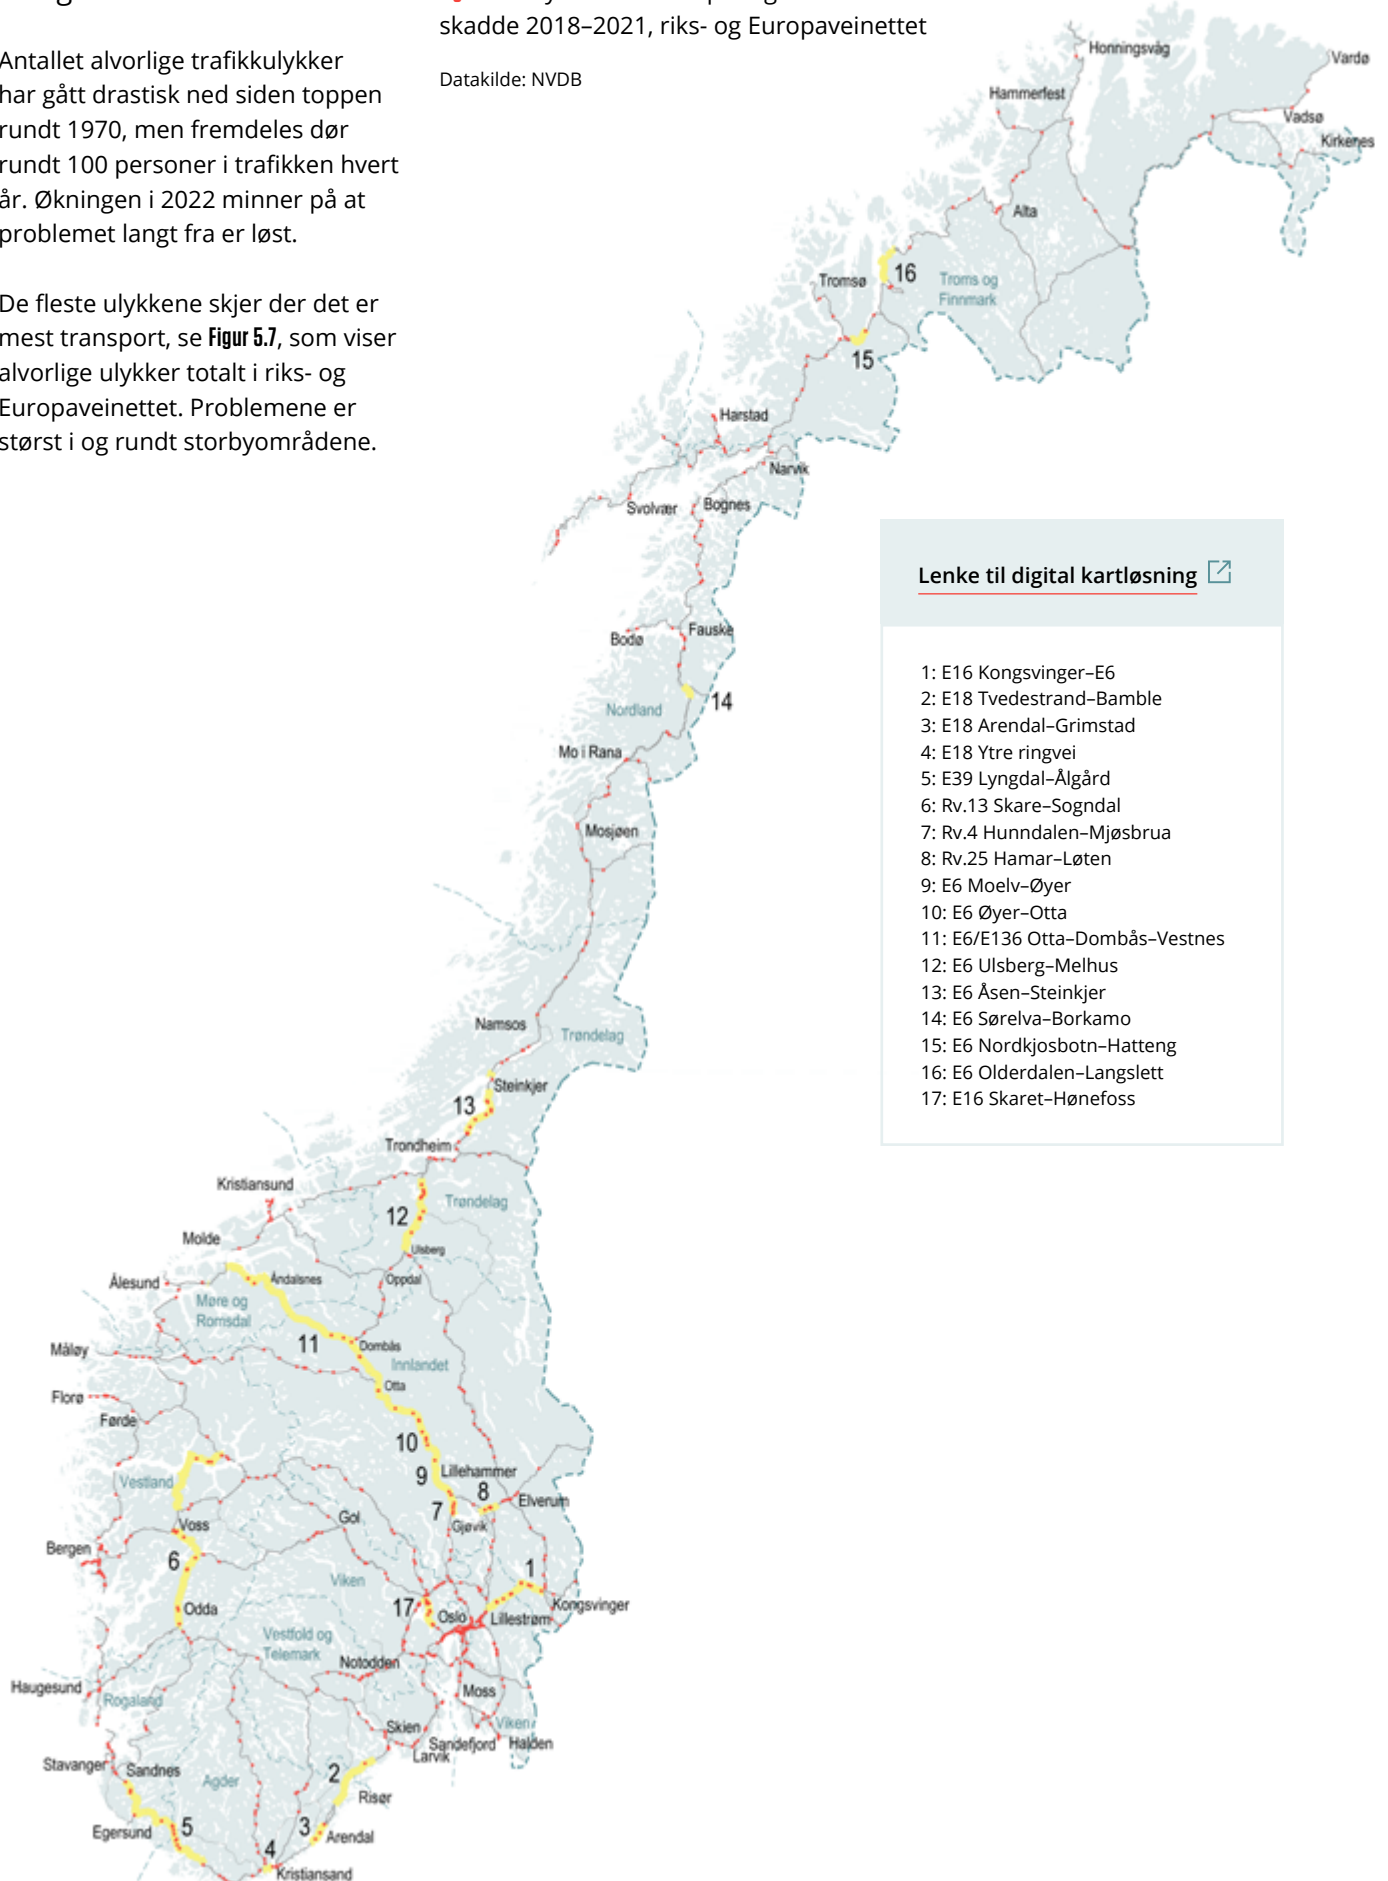 skadde 2018–2021, riks- og Europaveinettet
Datakilde: NVDB
Antallet alvorlige trafikkulykker
har gått drastisk ned siden toppen
rundt 1970, men fremdeles dør
rundt 100 personer i trafikken hvert
år. Økningen i 2022 minner på at
problemet langt fra er løst.
De fleste ulykkene skjer der det er
mest transport, se Figur 5.7, som viser
alvorlige ulykker totalt i riks- og
Europaveinettet. Problemene er
størst i og rundt storbyområdene.
Honningsvåg
Vardø
Hammerfest
Vadsø
Kirkenes
Alta
16
Tromsø
Troms og
Finnmark
15
Harstad
Narvik
Svolvær
Bognes
Fauske
Bodø
14
Nordland
Mo i Rana
Mosjøen
Namsos
Trøndelag
Steinkjer
13
Trondheim
Kristiansund
Trøndelag
12
Molde
Ulsberg
Ålesund
Åndalsnes
Oppdal
Møre og
Romsdal
11
Dombås
Måløy
Innlandet
Otta
Florø
Førde
10
9
Lillehammer
Vestland
8
Elverum
7
Gjøvik
Gol
Voss
Bergen
6
1
Viken
Odda
17
Oslo
Lillestrøm
Kongsvinger
Vestfold og
Telemark
Notodden
Haugesund
Rogaland
Moss
Skien
Viken
Sandefjord
Halden
Larvik
Stavanger
Sandnes
Agder
2
Risør
Egersund
5
3
Arendal
4
Kristiansand
Lenke til digital kartløsning
1: E16 Kongsvinger–E6
2: E18 Tvedestrand–Bamble
3: E18 Arendal–Grimstad
4: E18 Ytre ringvei
5: E39 Lyngdal–Ålgård
6: Rv.13 Skare–Sogndal
7: Rv.4 Hunndalen–Mjøsbrua
8: Rv.25 Hamar–Løten
9: E6 Moelv–Øyer
10: E6 Øyer–Otta
11: E6/E136 Otta–Dombås–Vestnes
12: E6 Ulsberg–Melhus
13: E6 Åsen–Steinkjer
14: E6 Sørelva–Borkamo
15: E6 Nordkjosbotn–Hatteng
16: E6 Olderdalen–Langslett
17: E16 Skaret–Hønefoss